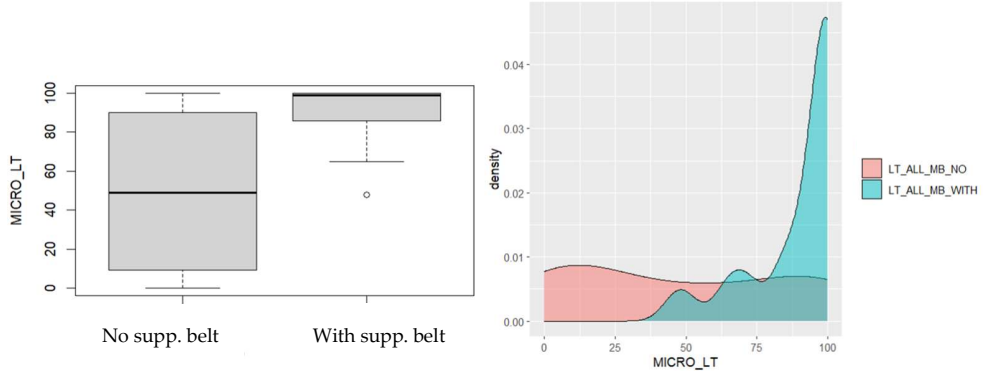 MICRO_LT
100
80
60
40
20
0
No supp. belt
With supp. belt
density
0.04
0.03
0.02
0.01
0.00
0
25
50
75
100
MICRO_LT
LT_ALL_MB_NO
LT_ALL_MB_WITH